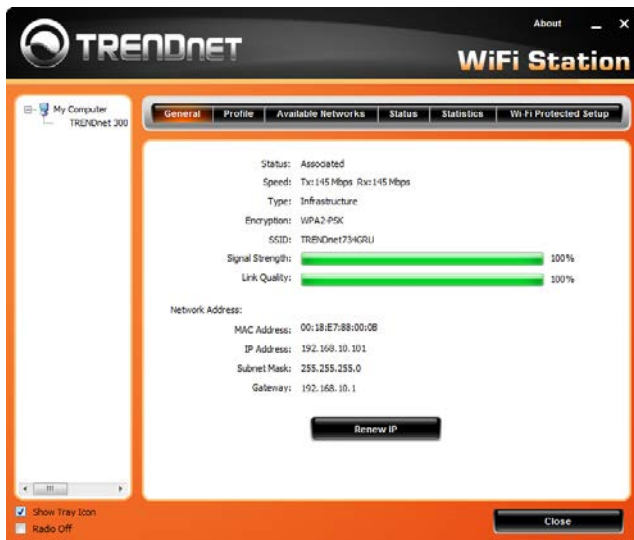 About
TRENDnet
WiFi Station
My Computer
TRENDnet 300
General Profile Available Networks Status Statistics Wi-Fi Protected Setup
Status: Associated
Speed: Tx:145 Mbps Rx:145 Mbps
Type: Infrastructure
Encryption: WPA2-PSK
SSID: TRENDnet734GRU
Signal Strength: 100%
Link Quality: 100%
Network Address:
MAC Address: 00:18:E7:88:00:0B
IP Address: 192.168.10.101
Subnet Mask: 255.255.255.0
Gateway: 192.168.10.1
Renew IP
Show Tray Icon
Radio Off
Close